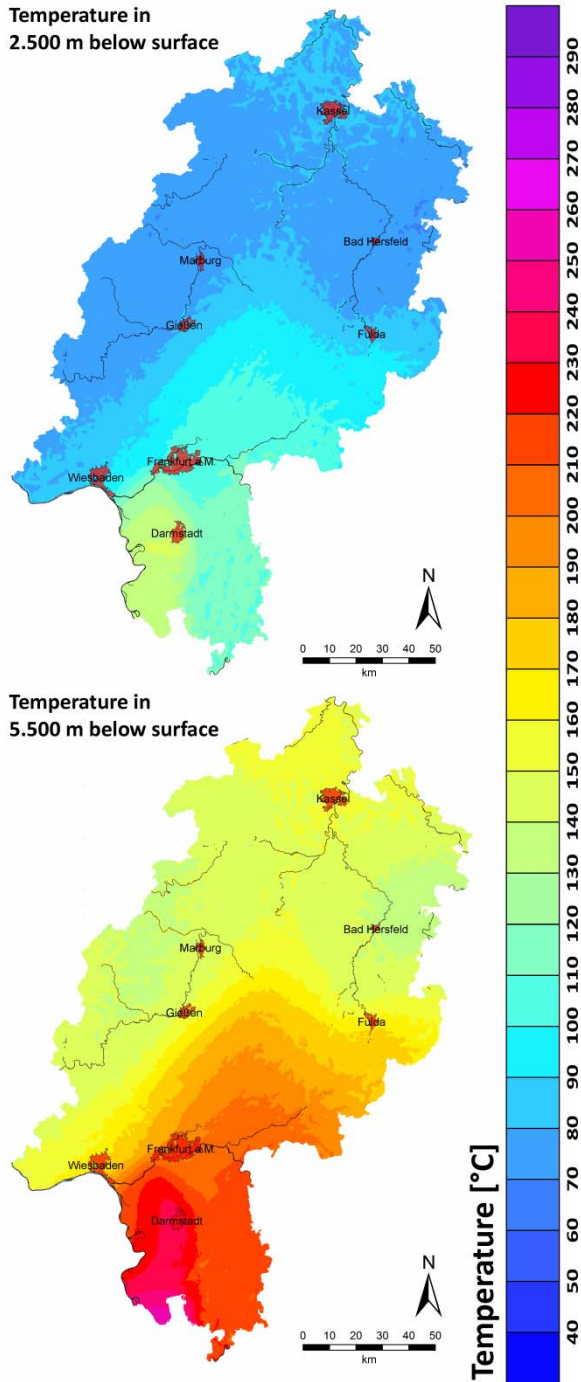 Temperature in
2.500 m below surface
Kassel
Bad Hersfeld
Marburg
Gießen
Fulda
Frankfurt a.M.
Wiesbaden
Darmstadt
N
0 10 20 30 40 50
km
Temperature in
5.500 m below surface
Kassel
Bad Hersfeld
Marburg
Gießen
Fulda
Frankfurt a.M.
Wiesbaden
Darmstadt
N
0 10 20 30 40 50
km
Temperature [°C]
290
280
270
260
250
240
230
220
210
200
190
180
170
160
150
140
130
120
110
100
90
80
70
60
50
40